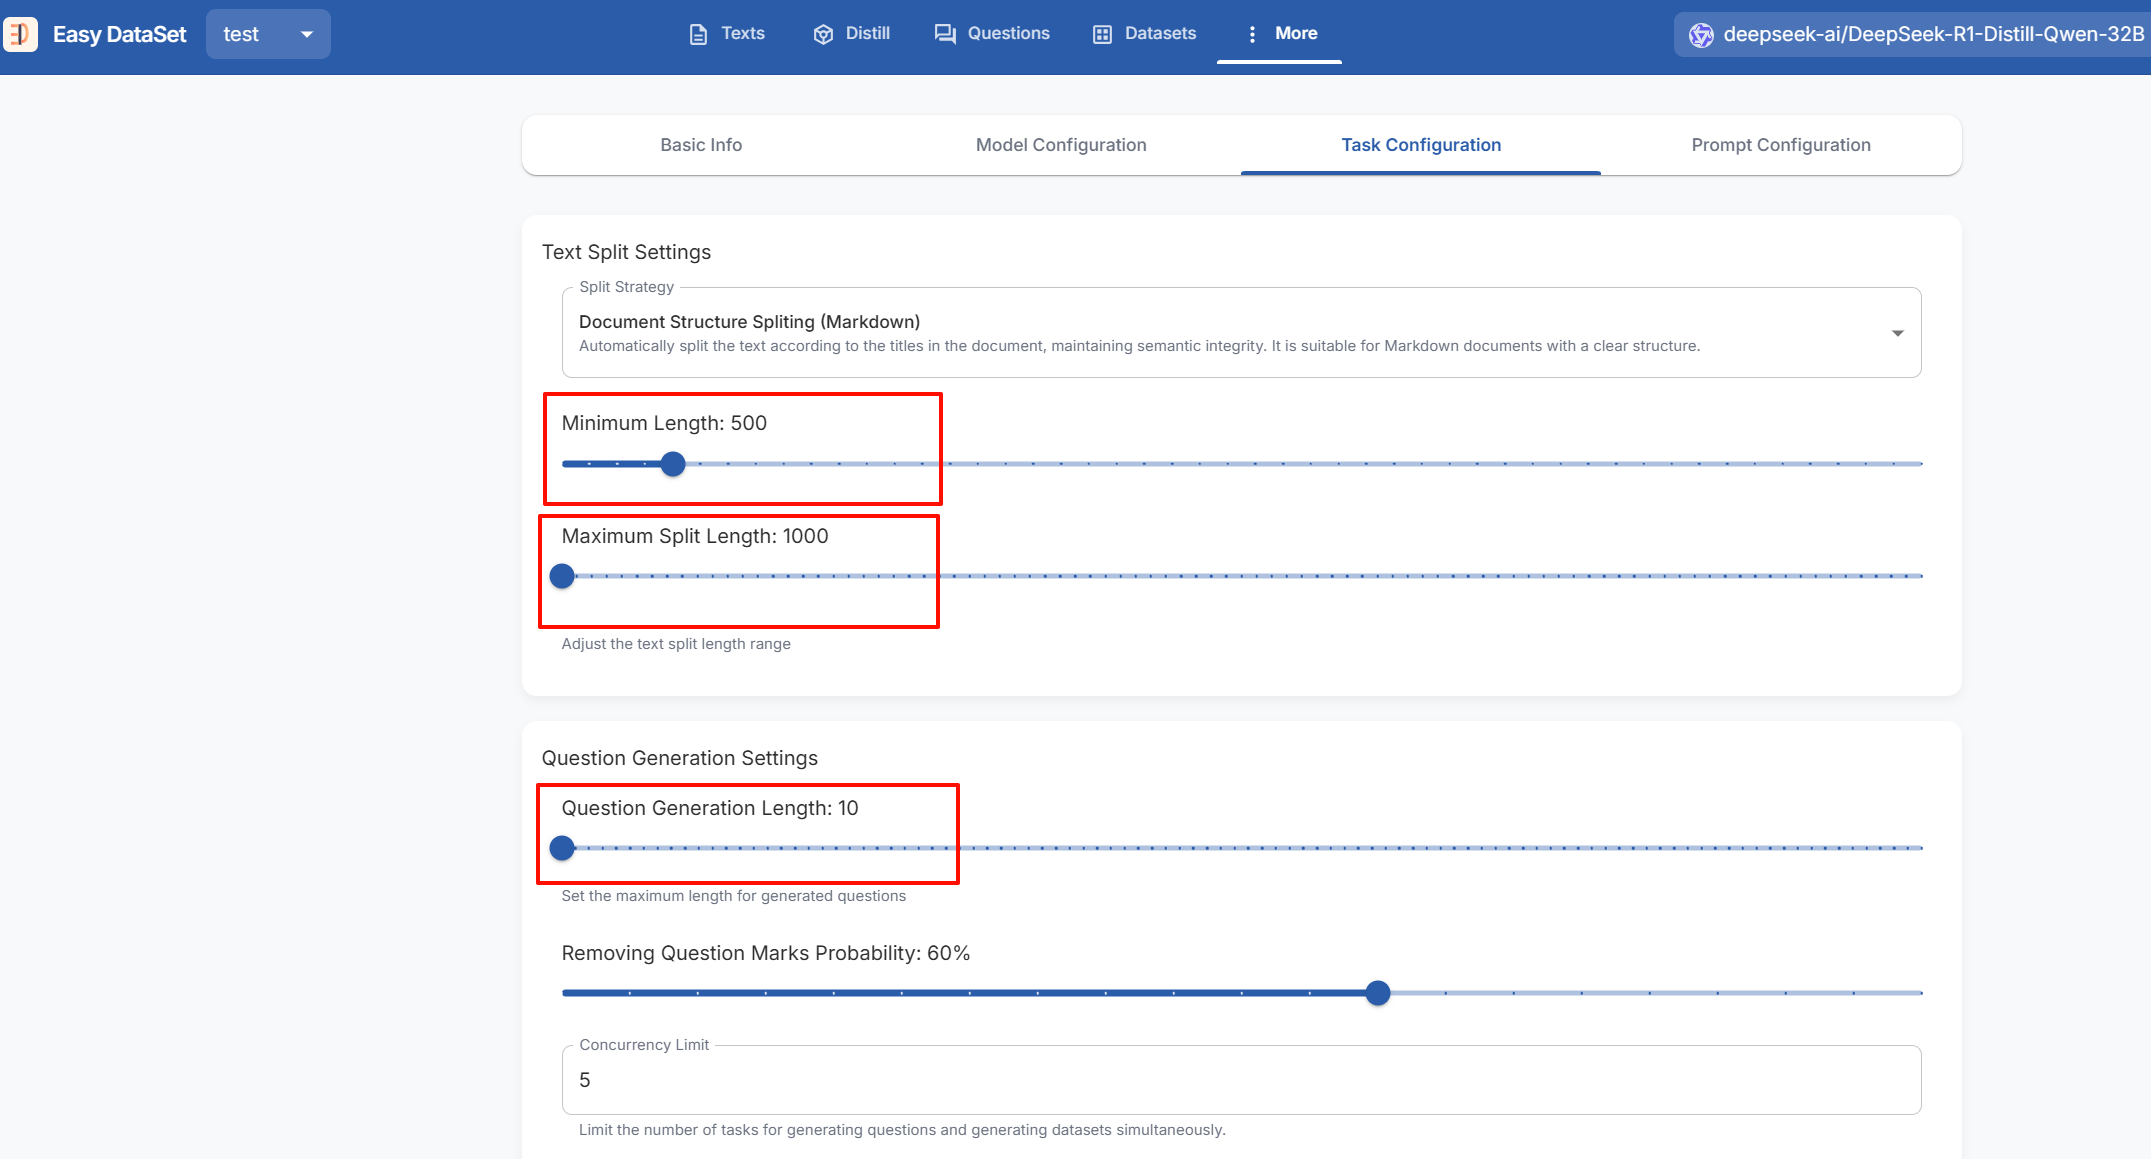 Easy DataSet
test
Texts
Distill
Questions
Datasets
More
deepseek-ai/DeepSeek-R1-Distill-Qwen-32B
Basic Info
Model Configuration
Task Configuration
Prompt Configuration
Text Split Settings
Split Strategy
Document Structure Spliting (Markdown)
Automatically split the text according to the titles in the document, maintaining semantic integrity. It is suitable for Markdown documents with a clear structure.
Minimum Length: 500
Maximum Split Length: 1000
Adjust the text split length range
Question Generation Settings
Question Generation Length: 10
Set the maximum length for generated questions
Removing Question Marks Probability: 60%
Concurrency Limit
5
Limit the number of tasks for generating questions and generating datasets simultaneously.